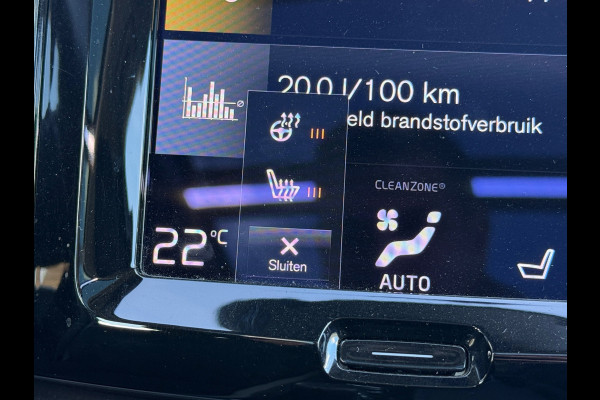 20.0 l/100 km
eld brandstofverbruik
CLEANZONE®
22°C
Sluiten
AUTO